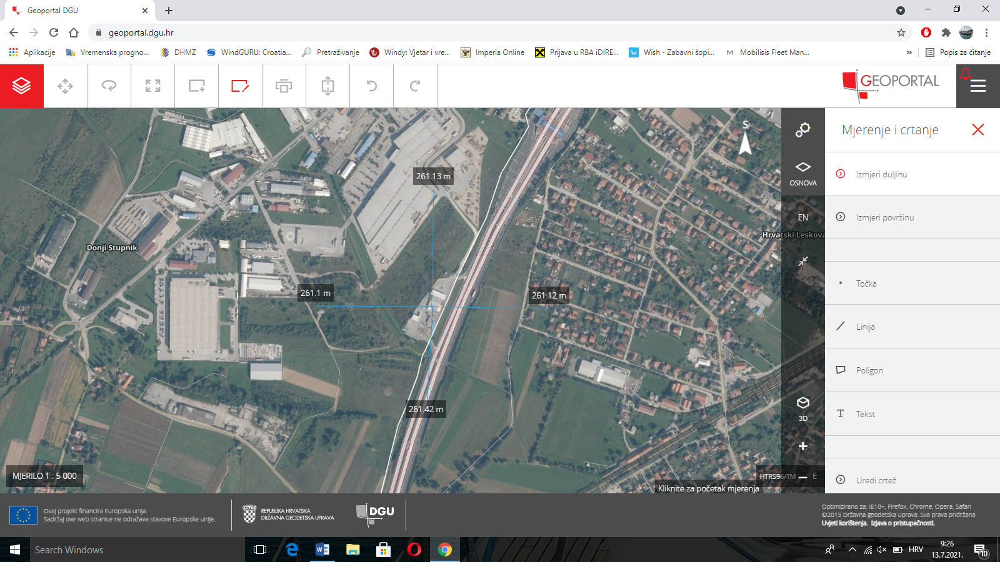 Geoportal DGU
geoportal.dgu.hr
Aplikacije
Vremenska progno...
DHMZ
WindGURU: Croatia...
Pretraživanje
Windy: Vjetar i vre...
Imperia Online
Prijava u RBA iDIRE...
Wish - Zabavni šopi...
Mobilisis Fleet Man...
»
Popis za čitanje
GEOPORTAL
Mjerenje i crtanje
S
OSNOVA
EN
3D
Izmjeri duljinu
Izmjeri površinu
Točka
Linija
Poligon
T Tekst
Uredi crtež
261.13 m
Hrvatski Leskova
Donji Stupnik
261.1 m
261.12 m
261.42 m
MJERILO 1 : 5 000
HTRS96/TM
E
Kliknite za početak mjerenja
Ovaj projekt financira Europska unija.
Sadržaj ove web stranice ne odražava stavove Europske unije.
REPUBLIKA HRVATSKA
DRŽAVNA GEODETSKA UPRAVA
DGU
Optimizirano za: IE10+, Firefox, Chrome, Opera, Safari
©2015 Državna geodetska uprava. Sva prava pridržana
Uvjeti korištenja. Izjava o pristupačnosti.
Search Windows
HRV
9:26
13.7.2021.
10